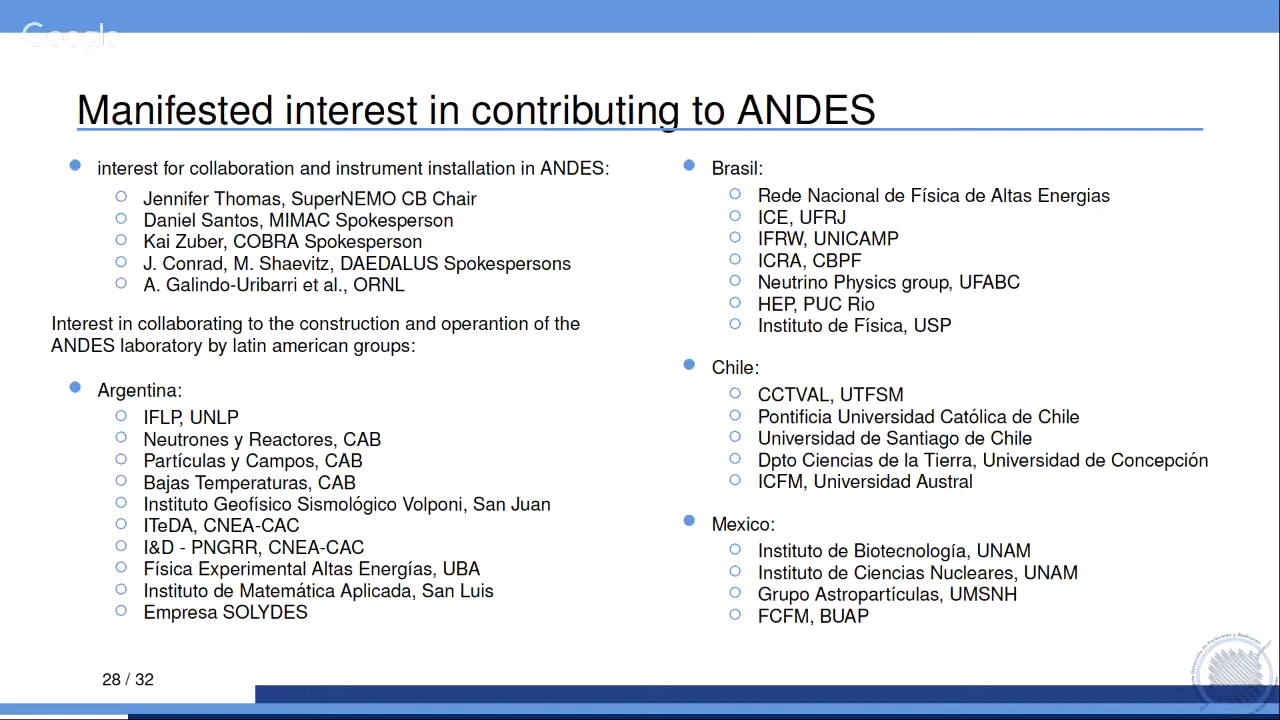 Google
Manifested interest in contributing to ANDES
interest for collaboration and instrument installation in ANDES:
Jennifer Thomas, SuperNEMO CB Chair
Daniel Santos, MIMAC Spokesperson
Kai Zuber, COBRA Spokesperson
J. Conrad, M. Shaevitz, DAEDALUS Spokespersons
A. Galindo-Uribarri et al., ORNL
Interest in collaborating to the construction and operantion of the
ANDES laboratory by latin american groups:
Argentina:
IFLP, UNLP
Neutrones y Reactores, CAB
Partículas y Campos, CAB
Bajas Temperaturas, CAB
Instituto Geofísico Sismológico Volponi, San Juan
ITeDA, CNEA-CAC
I&D - PNGRR, CNEA-CAC
Física Experimental Altas Energías, UBA
Instituto de Matemática Aplicada, San Luis
Empresa SOLYDES
Brasil:
Rede Nacional de Física de Altas Energias
ICE, UFRJ
IFRW, UNICAMP
ICRA, CBPF
Neutrino Physics group, UFABC
HEP, PUC Rio
Instituto de Física, USP
Chile:
CCTVAL, UTFSM
Pontificia Universidad Católica de Chile
Universidad de Santiago de Chile
Dpto Ciencias de la Tierra, Universidad de Concepción
ICFM, Universidad Austral
Mexico:
Instituto de Biotecnología, UNAM
Instituto de Ciencias Nucleares, UNAM
Grupo Astropartículas, UMSNH
FCFM, BUAP
28 / 32